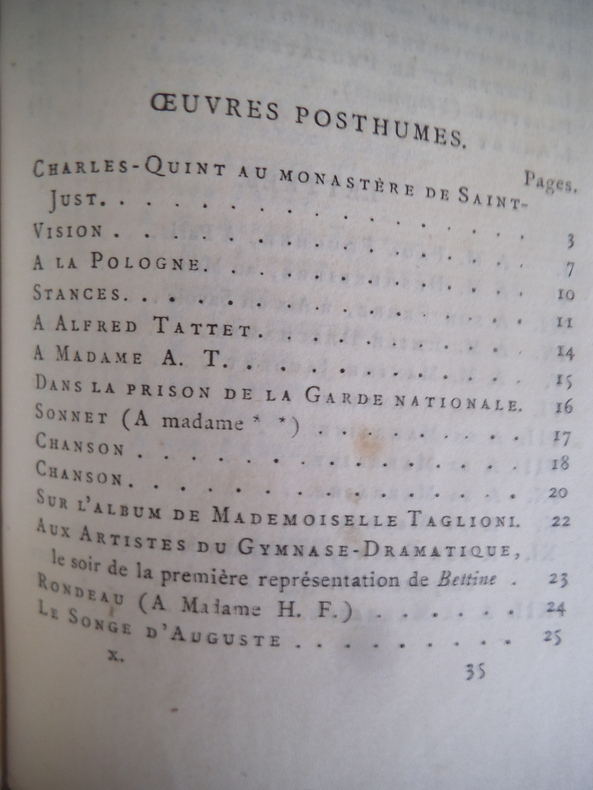 ŒUVRES POSTHUMES.
Pages.
CHARLES-QUINT AU MONASTÈRE DE SAINT-
JUST. . . . . . . . . . . . . . . 3
VISION . . . . . . . . . . . . . . 7
A LA POLOGNE. . . . . . . . . . . 10
STANCES. . . . . . . . . . . . . . 11
A ALFRED TATTET. . . . . . . . . . 14
A MADAME A. T. . . . . . . . . . . 15
DANS LA PRISON DE LA GARDE NATIONALE. 16
SONNET (A madame * *) . . . . . . . 17
CHANSON . . . . . . . . . . . . . 18
CHANSON. . . . . . . . . . . . . . 20
SUR L'ALBUM DE MADEMOISELLE TAGLIONI. 22
AUX ARTISTES DU GYMNASE-DRAMATIQUE,
le soir de la première représentation de Bettine . 23
RONDEAU (A Madame H. F.) . . . . . . 24
LE SONGE D'AUGUSTE . . . . . . . . . 25
x. 35